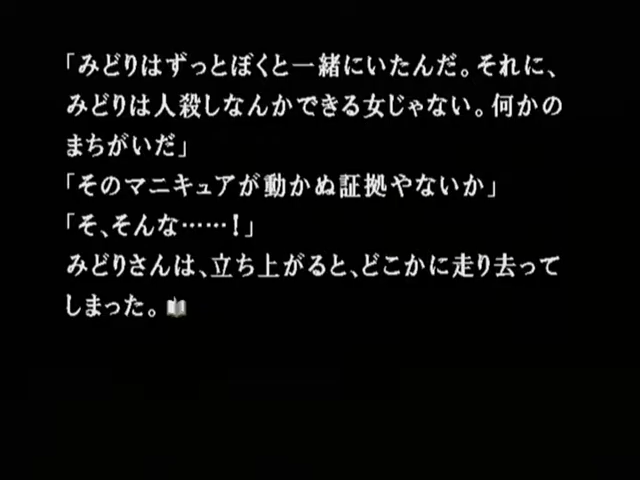 「みどりはずっとぼくと一緒にいたんだ。それに、
みどりは人殺しなんかできる女じゃない。何かの
まちがいだ」
「そのマニキュアが動かぬ証拠やないか」
「そ、そんな……！」
みどりさんは、立ち上がると、どこかに走り去って
しまった。